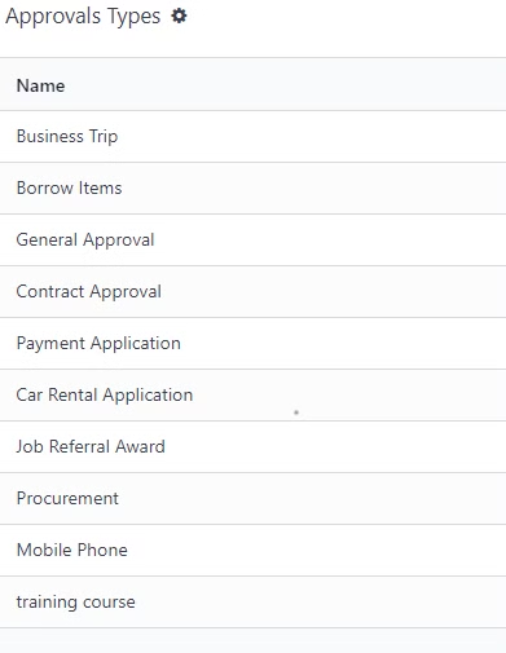 Approvals Types
Name
Business Trip
Borrow Items
General Approval
Contract Approval
Payment Application
Car Rental Application
Job Referral Award
Procurement
Mobile Phone
training course